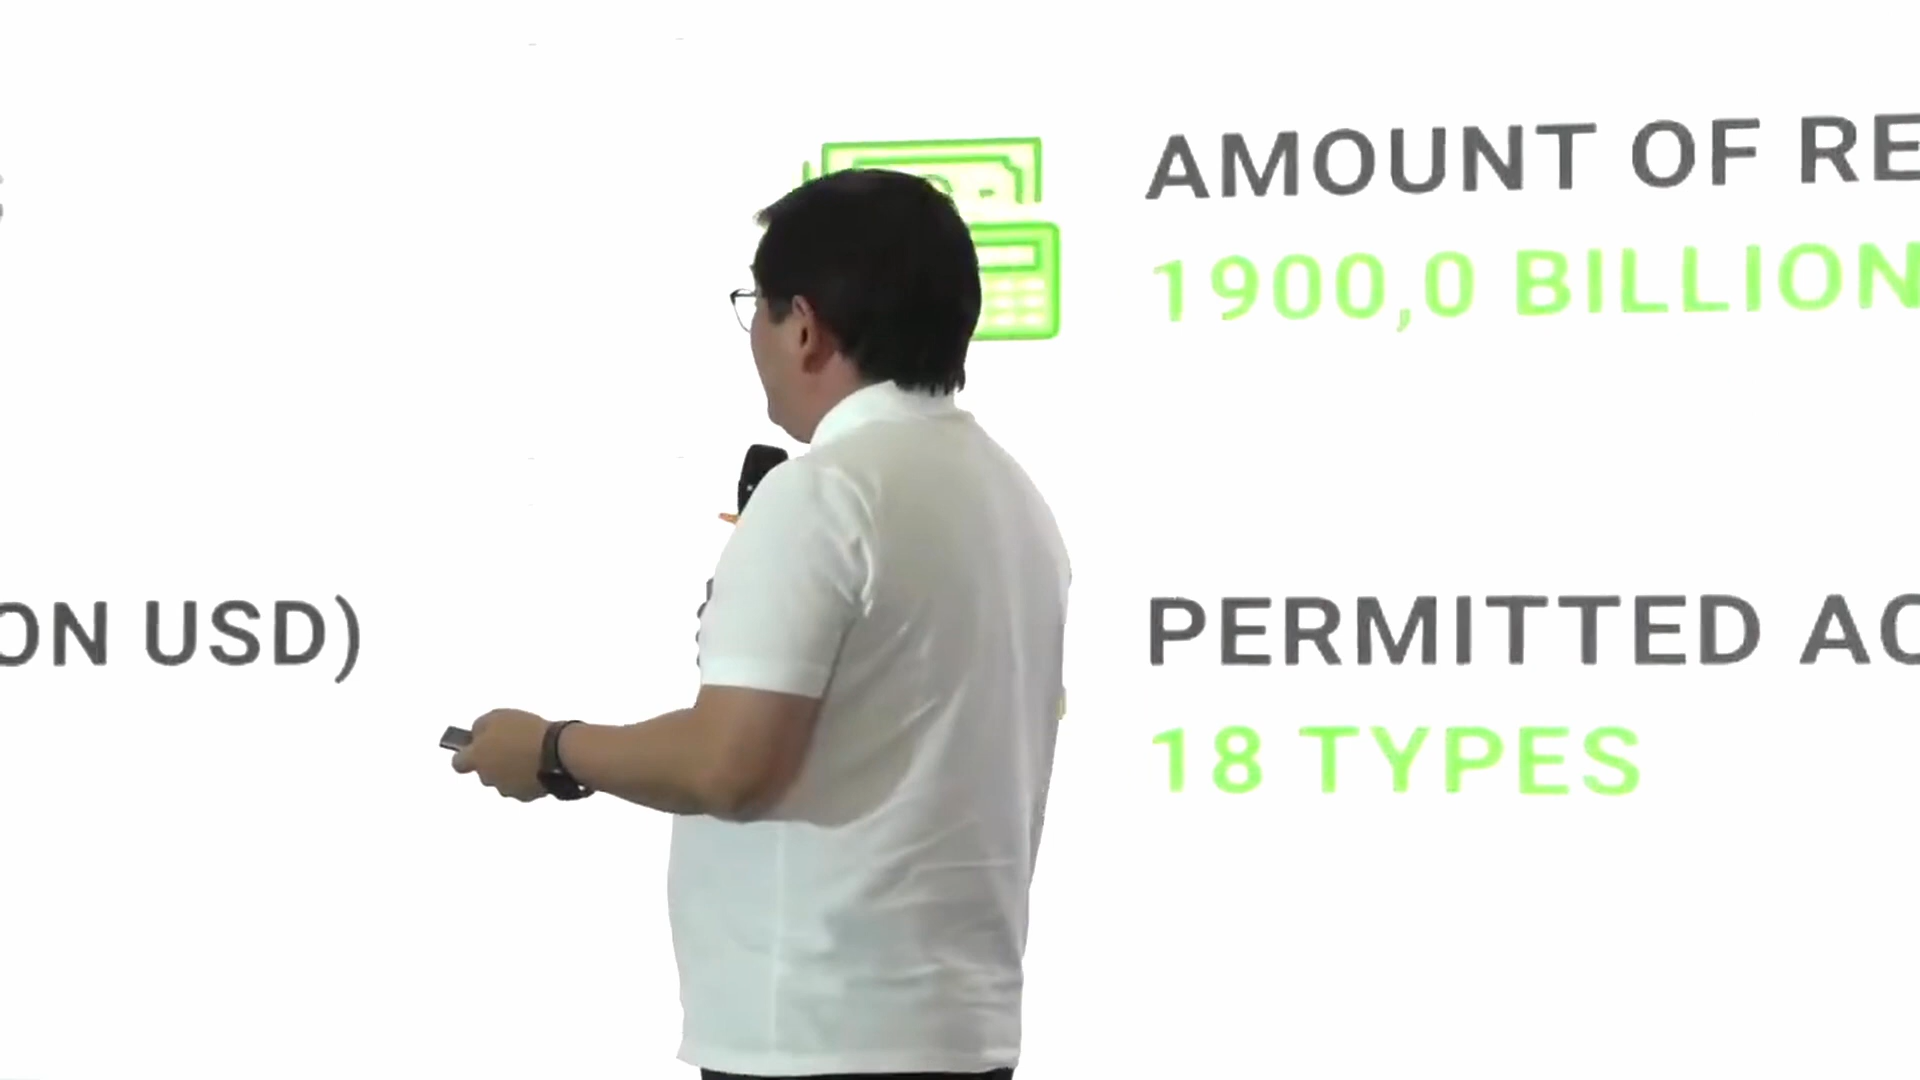 ON USD)
AMOUNT OF RE
1900,0 BILLION
PERMITTED AC
18 TYPES